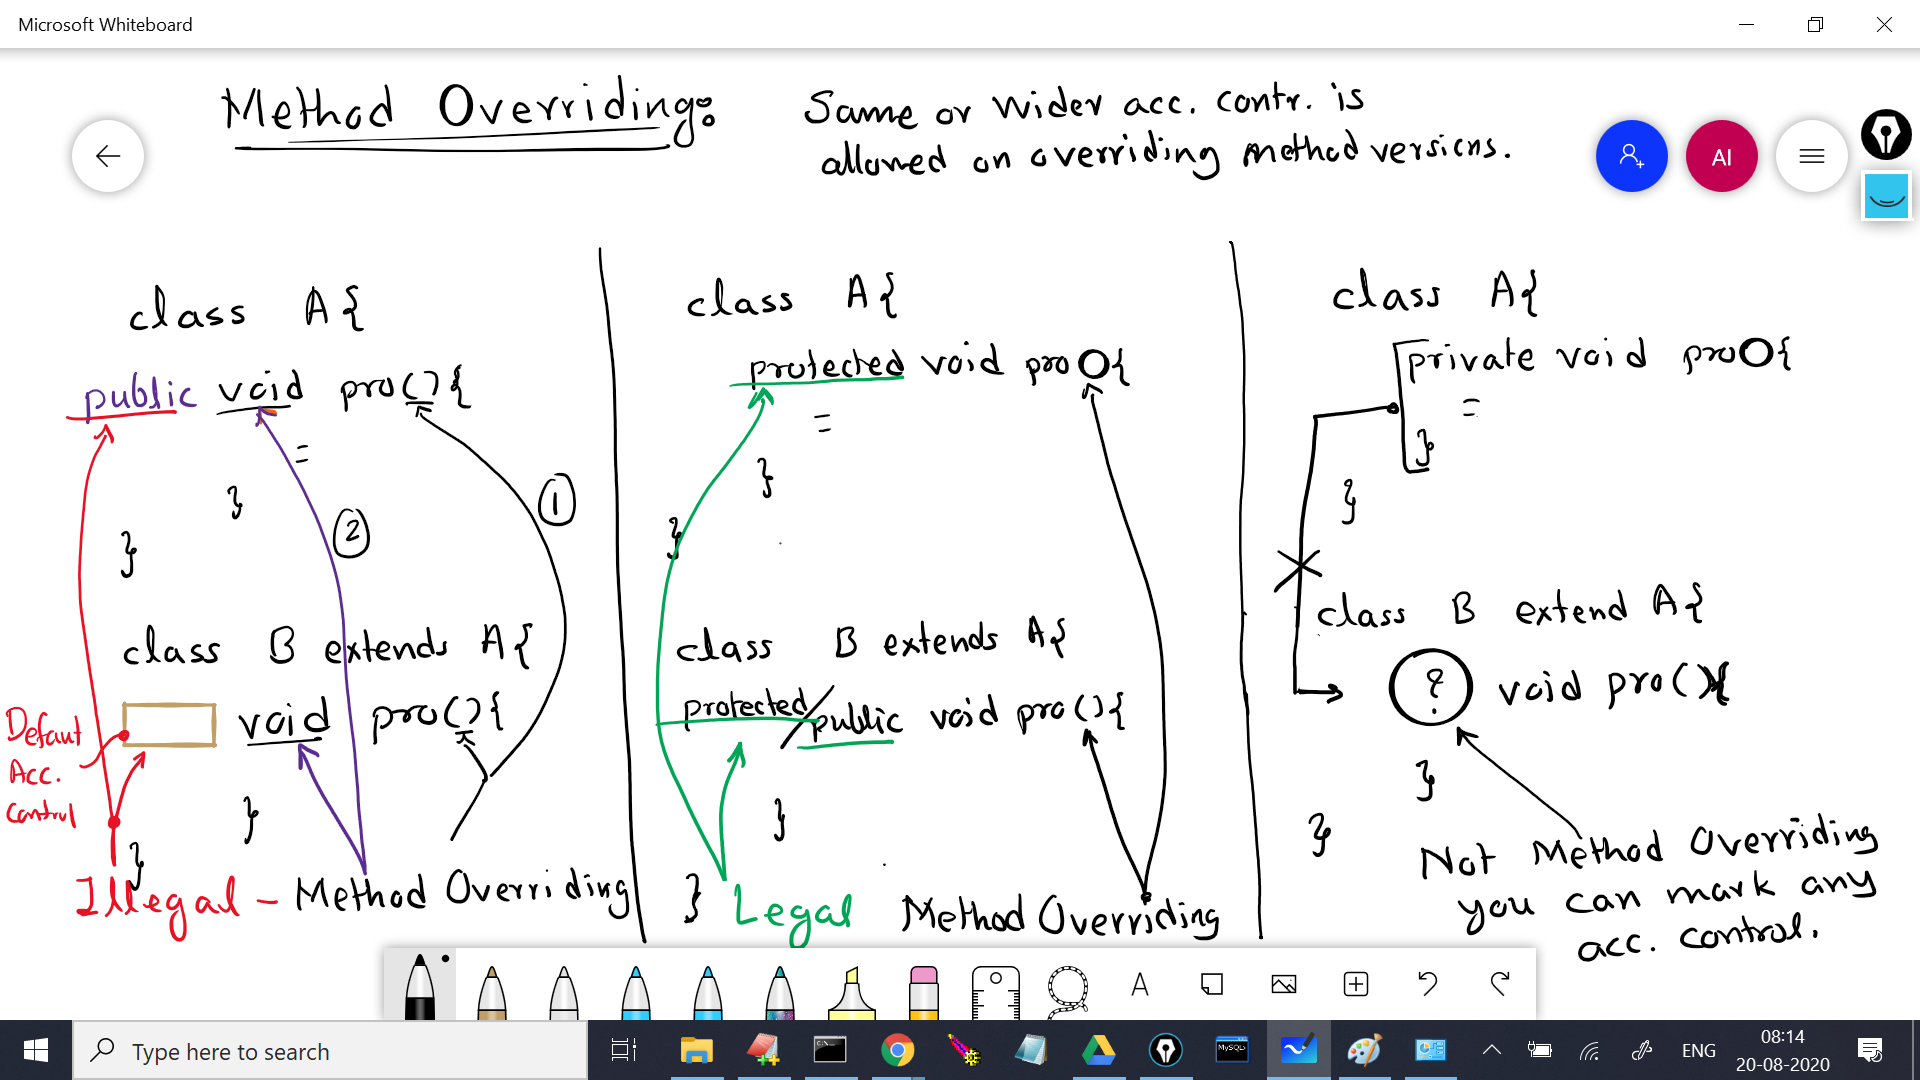 Microsoft Whiteboard
Method Overriding:
Same or wider acc. contr. is
allowed on overriding method versions.
AI
class A{
public void pro(){
=
}
}
①
②
class B extends A{
void pro(){
Defaut
Acc.
Control
}
}
Illegal - Method Overriding
class A{
protected void pro(){
=
}
}
class B extends A{
protected/public void pro(){
}
}
Legal Method Overriding
class A{
private void pro(){
=
}
}
class B extend A{
? void pro(){
}
}
Not Method Overriding
you can mark any
acc. control.
A
Type here to search
MySQL
ENG
08:14
20-08-2020